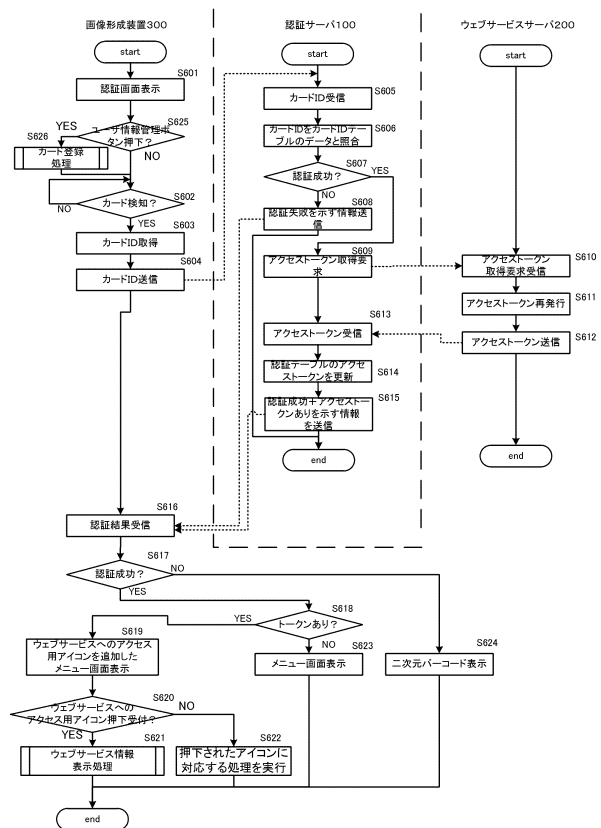 画像形成装置300
認証サーバ100
ウェブサービスサーバ200
start
start
start
S601
認証画面表示
S625
YES
ユーザ情報管理ボ
タン押下?
S626
カード登録
処理
NO
S602
カード検知?
NO
YES
S603
カードID取得
S604
カードID送信
S605
カードID受信
S606
カードIDをカードIDテー
ブルのデータと照合
S607
認証成功?
YES
NO
S608
認証失敗を示す情報送
信
S609
アクセストークン取得要
求
S610
アクセストークン
取得要求受信
S611
アクセストークン再発行
S612
アクセストークン送信
S613
アクセストークン受信
S614
認証テーブルのアクセ
ストークンを更新
S615
認証成功+アクセストー
クンありを示す情報
を送信
end
end
S616
認証結果受信
S617
認証成功?
NO
YES
S618
トークンあり?
YES
NO
S619
ウェブサービスへのアクセス
用アイコンを追加した
メニュー画面表示
S623
メニュー画面表示
S624
二次元バーコード表示
S620
ウェブサービスへの
アクセス用アイコン押下受付?
NO
YES
S621
ウェブサービス情報
表示処理
S622
押下されたアイコンに
対応する処理を実行
end